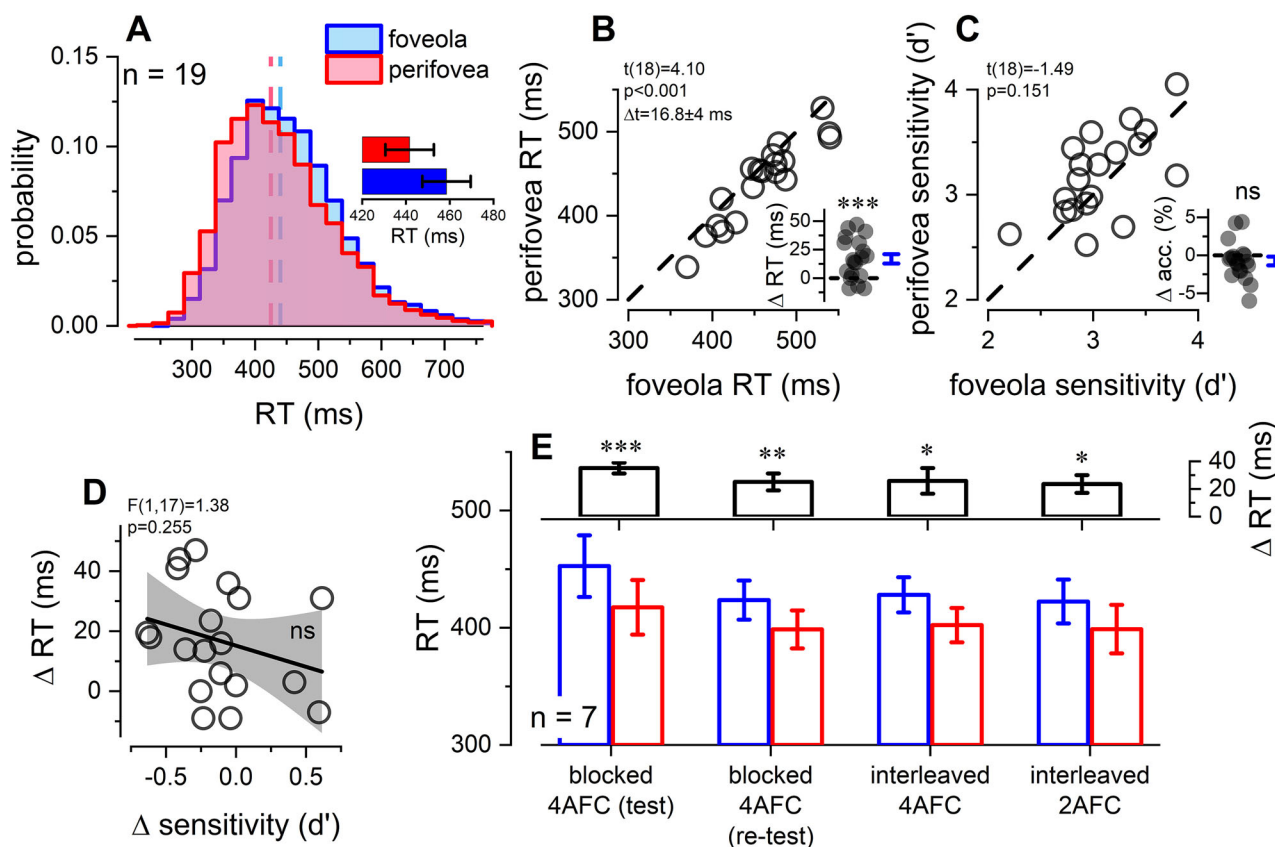 A
n = 19
foveola
perifovea
0.15
0.10
0.05
0.00
probability
300 400 500 600 700
RT (ms)
420 440 460 480
RT (ms)
B
t(18)=4.10
p<0.001
Δt=16.8±4 ms
perifovea RT (ms)
500
400
300
300 400 500
foveola RT (ms)
***
Δ RT (ms)
50
25
0
C
t(18)=-1.49
p=0.151
perifovea sensitivity (d')
4
3
2
2 3 4
foveola sensitivity (d')
ns
Δ acc. (%)
5
0
-5
D
F(1,17)=1.38
p=0.255
Δ RT (ms)
40
20
0
ns
-0.5 0.0 0.5
Δ sensitivity (d')
E
*** ** * *
40
20
0
Δ RT (ms)
RT (ms)
500
400
300
n = 7
blocked blocked interleaved interleaved
4AFC (test) 4AFC 4AFC 2AFC
(re-test)